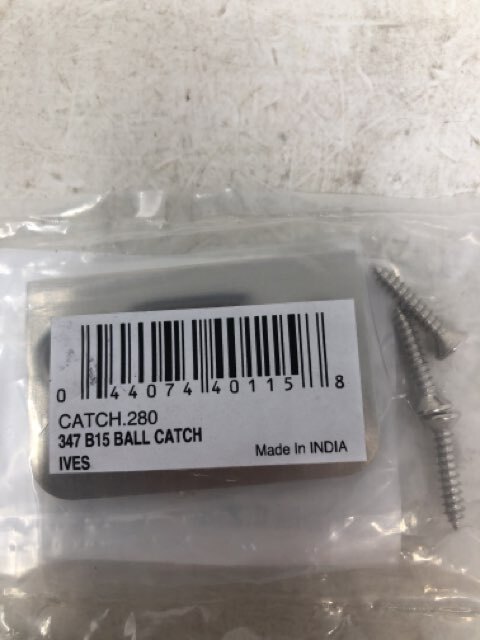 0 44074 40115 8
CATCH.280
347 B15 BALL CATCH
IVES
Made In INDIA